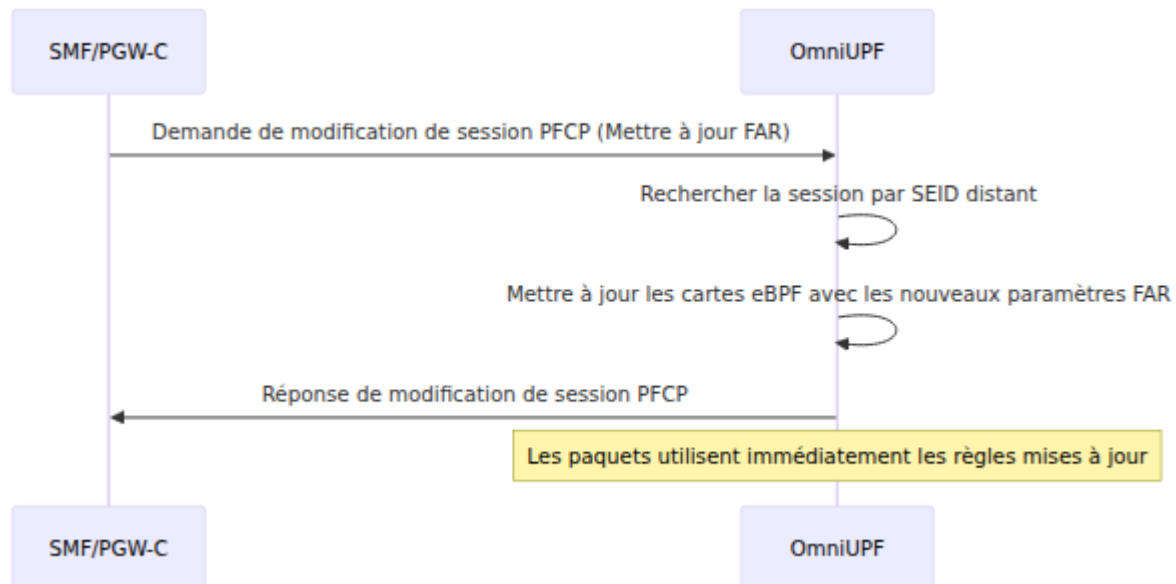 SMF/PGW-C
OmniUPF
Demande de modification de session PFCP (Mettre à jour FAR)
Rechercher la session par SEID distant
Mettre à jour les cartes eBPF avec les nouveaux paramètres FAR
Réponse de modification de session PFCP
Les paquets utilisent immédiatement les règles mises à jour
SMF/PGW-C
OmniUPF